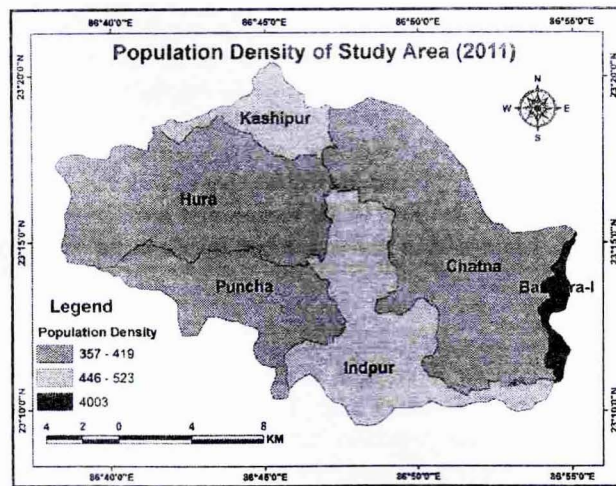 86°40'0"E 86°45'0"E 86°50'0"E 86°55'0"E
Population Density of Study Area (2011)
23°20'0"N
23°20'0"N
N
W E
S
Kashipur
Hura
23°15'0"N
23°15'0"N
Chatna
Puncha
Legend
Population Density
357 - 419
446 - 523
4003
Indpur
23°10'0"N
23°10'0"N
4 2 0 4 8
KM
86°40'0"E 86°45'0"E 86°50'0"E 86°55'0"E